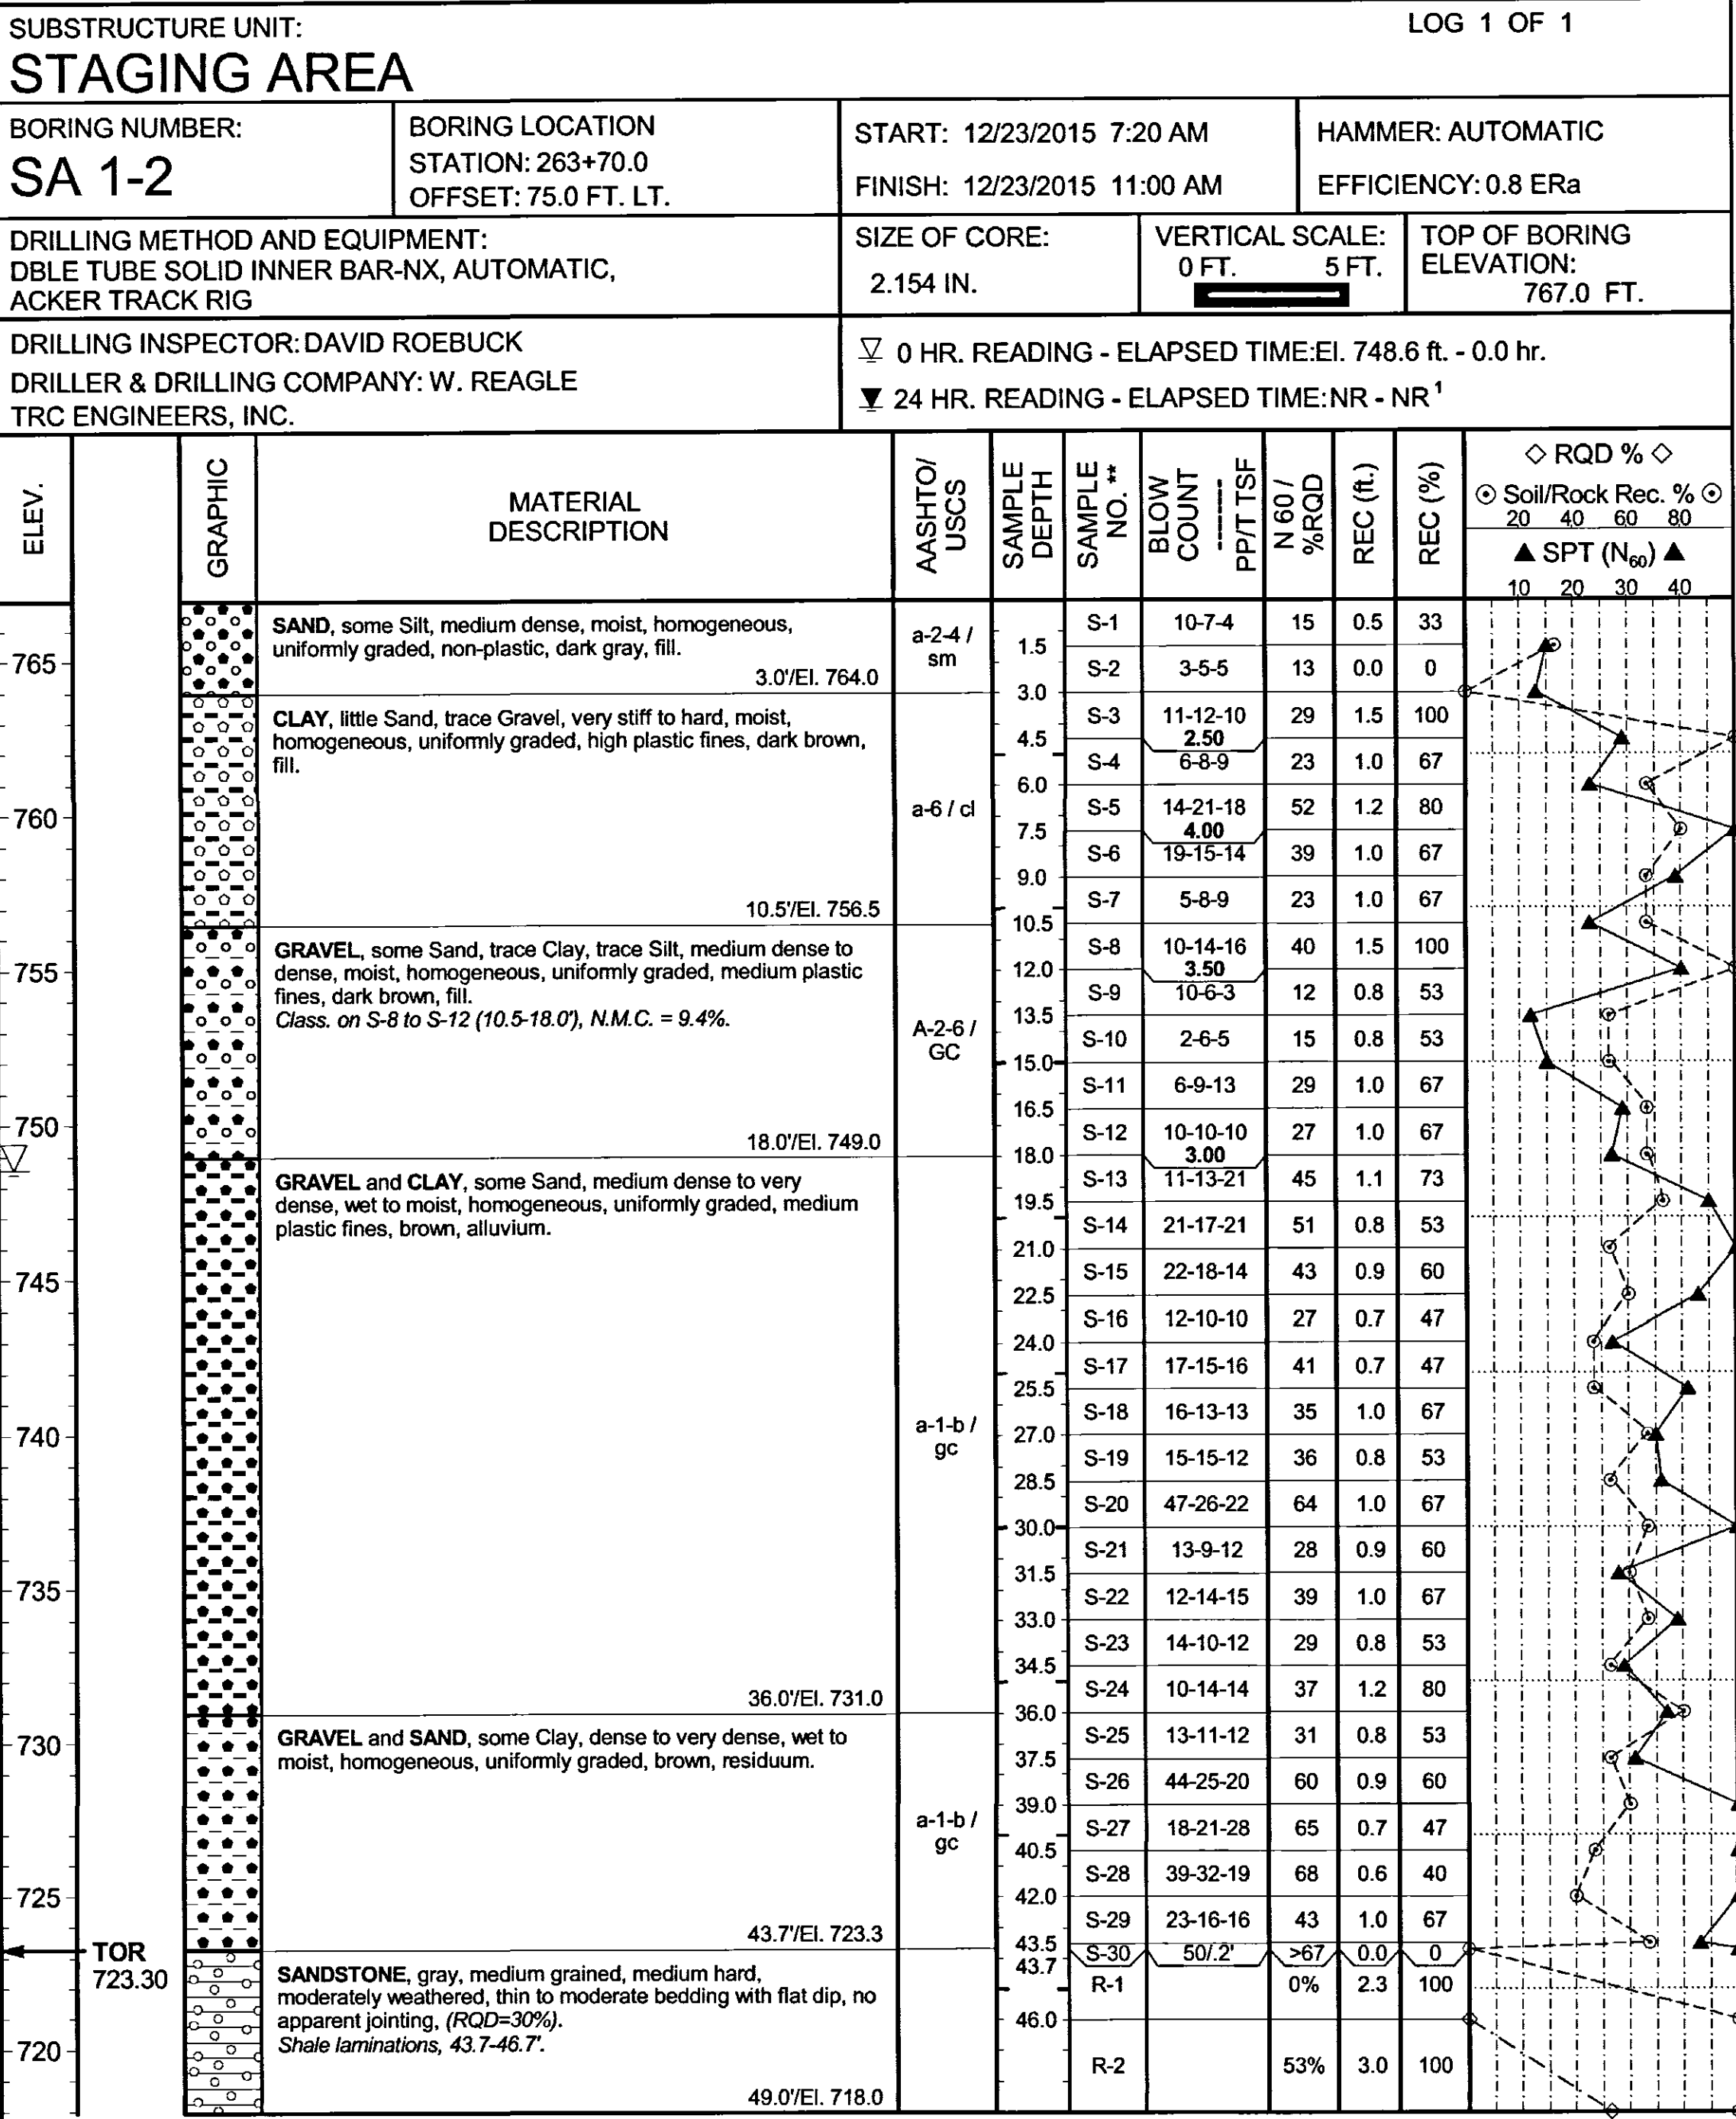 SUBSTRUCTURE UNIT:
LOG 1 OF 1
STAGING AREA
BORING NUMBER:
SA 1-2
BORING LOCATION
STATION: 263+70.0
OFFSET: 75.0 FT. LT.
START: 12/23/2015 7:20 AM
FINISH: 12/23/2015 11:00 AM
HAMMER: AUTOMATIC
EFFICIENCY: 0.8 ERa
DRILLING METHOD AND EQUIPMENT:
DBLE TUBE SOLID INNER BAR-NX, AUTOMATIC,
ACKER TRACK RIG
SIZE OF CORE:
2.154 IN.
VERTICAL SCALE:
0 FT. 5 FT.
TOP OF BORING
ELEVATION:
767.0 FT.
DRILLING INSPECTOR: DAVID ROEBUCK
DRILLER & DRILLING COMPANY: W. REAGLE
TRC ENGINEERS, INC.
0 HR. READING - ELAPSED TIME:El. 748.6 ft. - 0.0 hr.
24 HR. READING - ELAPSED TIME:NR - NR¹
ELEV.
GRAPHIC
MATERIAL
DESCRIPTION
AASHTO/
USCS
SAMPLE
DEPTH
SAMPLE
NO. **
BLOW
COUNT
-------
PP/T TSF
N 60 /
%RQD
REC (ft.)
REC (%)
◇ RQD % ◇
⊙ Soil/Rock Rec. % ⊙
20 40 60 80
▲ SPT (N₆₀) ▲
10 20 30 40
SAND, some Silt, medium dense, moist, homogeneous,
uniformly graded, non-plastic, dark gray, fill.
3.0'/El. 764.0
a-2-4 /
sm
765
S-1 10-7-4 15 0.5 33
1.5
S-2 3-5-5 13 0.0 0
3.0
CLAY, little Sand, trace Gravel, very stiff to hard, moist,
homogeneous, uniformly graded, high plastic fines, dark brown,
fill.
10.5'/El. 756.5
a-6 / cl
760
S-3 11-12-10 29 1.5 100
4.5 2.50
S-4 6-8-9 23 1.0 67
6.0
S-5 14-21-18 52 1.2 80
7.5 4.00
S-6 19-15-14 39 1.0 67
9.0
S-7 5-8-9 23 1.0 67
10.5
GRAVEL, some Sand, trace Clay, trace Silt, medium dense to
dense, moist, homogeneous, uniformly graded, medium plastic
fines, dark brown, fill.
Class. on S-8 to S-12 (10.5-18.0'), N.M.C. = 9.4%.
18.0'/El. 749.0
A-2-6 /
GC
755
750
S-8 10-14-16 40 1.5 100
12.0 3.50
S-9 10-6-3 12 0.8 53
13.5
S-10 2-6-5 15 0.8 53
15.0
S-11 6-9-13 29 1.0 67
16.5
S-12 10-10-10 27 1.0 67
18.0 3.00
GRAVEL and CLAY, some Sand, medium dense to very
dense, wet to moist, homogeneous, uniformly graded, medium
plastic fines, brown, alluvium.
36.0'/El. 731.0
a-1-b /
gc
745
740
735
S-13 11-13-21 45 1.1 73
19.5
S-14 21-17-21 51 0.8 53
21.0
S-15 22-18-14 43 0.9 60
22.5
S-16 12-10-10 27 0.7 47
24.0
S-17 17-15-16 41 0.7 47
25.5
S-18 16-13-13 35 1.0 67
27.0
S-19 15-15-12 36 0.8 53
28.5
S-20 47-26-22 64 1.0 67
30.0
S-21 13-9-12 28 0.9 60
31.5
S-22 12-14-15 39 1.0 67
33.0
S-23 14-10-12 29 0.8 53
34.5
S-24 10-14-14 37 1.2 80
36.0
GRAVEL and SAND, some Clay, dense to very dense, wet to
moist, homogeneous, uniformly graded, brown, residuum.
43.7'/El. 723.3
a-1-b /
gc
730
725
S-25 13-11-12 31 0.8 53
37.5
S-26 44-25-20 60 0.9 60
39.0
S-27 18-21-28 65 0.7 47
40.5
S-28 39-32-19 68 0.6 40
42.0
S-29 23-16-16 43 1.0 67
43.5
S-30 50/.2' >67 0.0 0
43.7
TOR
723.30
SANDSTONE, gray, medium grained, medium hard,
moderately weathered, thin to moderate bedding with flat dip, no
apparent jointing, (RQD=30%).
Shale laminations, 43.7-46.7'.
49.0'/El. 718.0
720
R-1 0% 2.3 100
46.0
R-2 53% 3.0 100